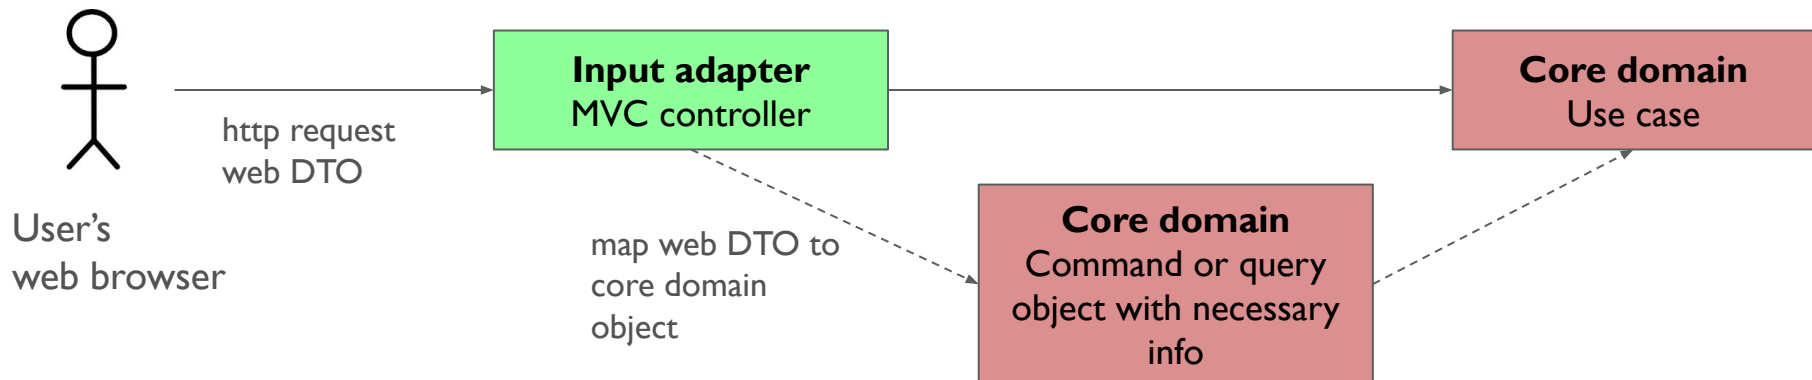 User's
web browser
http request
web DTO
Input adapter
MVC controller
map web DTO to
core domain
object
Core domain
Command or query
object with necessary
info
Core domain
Use case